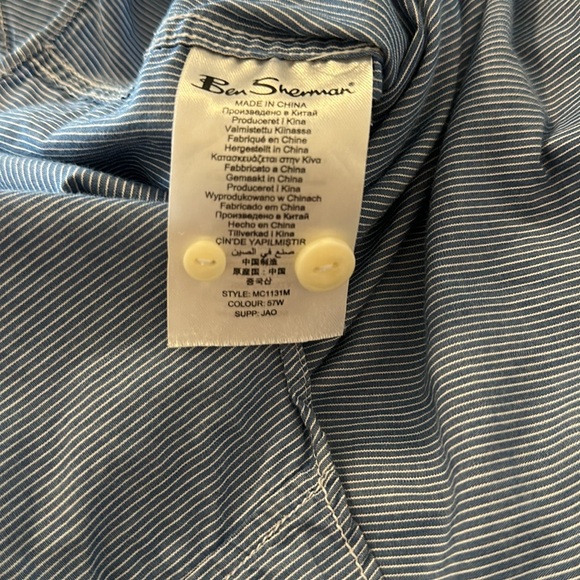 Ben Sherman
MADE IN CHINA
Произведено в Китай
Produceret i Kina
Valmistettu Kiinassa
Fabriqué en Chine
Hergestellt in China
Κατασκευάζεται στην Κίνα
Fabbricato a China
Gemaakt in China
Produceret i Kina
Wyprodukowano w Chinach
Fabricado em China
Произведено в Китай
Hecho en China
Tillverkad i Kina
ÇİN'DE YAPILMIŞTIR
صنع في الصين
中国制造
原産国：中国
중국산
STYLE: MC1131M
COLOUR: 57W
SUPP: JAO